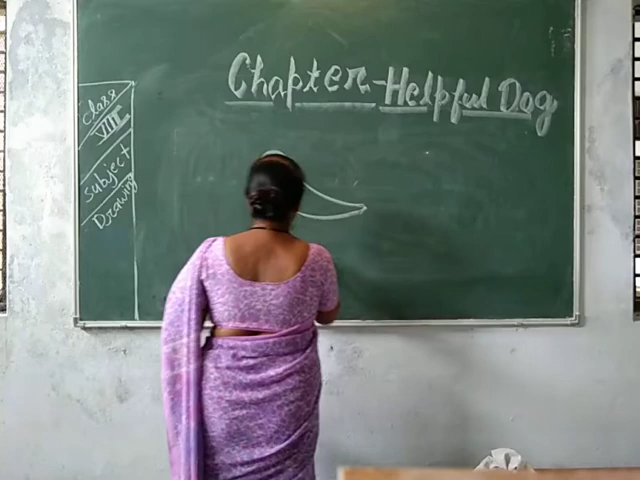 Chapter-Helpful Dog
Class
VIII
Subject
Drawing